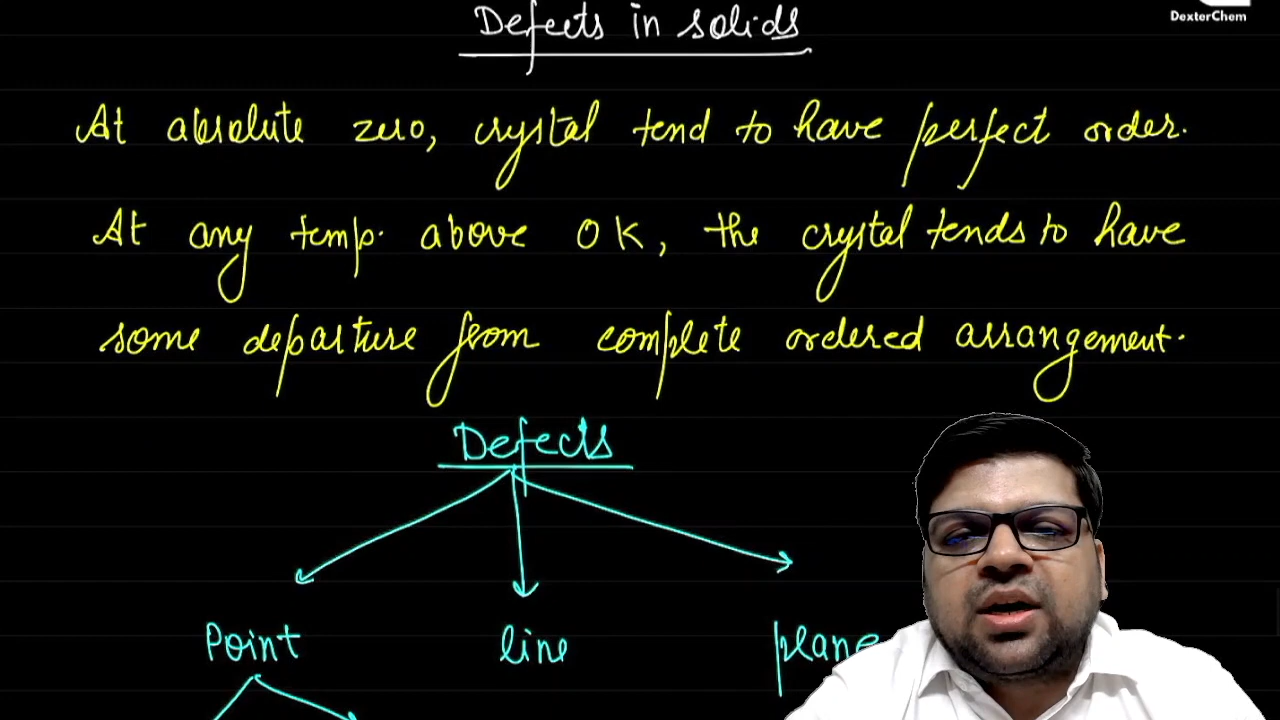 DexterChem
Defects in solids
At absolute zero, crystal tend to have perfect order.
At any temp. above 0 K, the crystal tends to have
some departure from complete ordered arrangement.
Defects
Point line plane